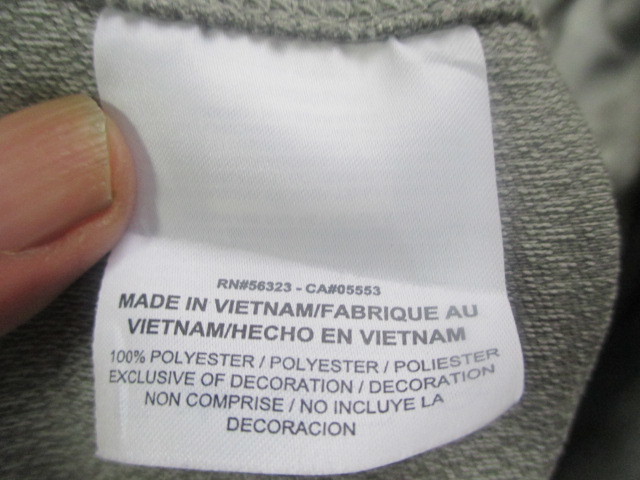 RN#56323 - CA#05553
MADE IN VIETNAM/FABRIQUE AU
VIETNAM/HECHO EN VIETNAM
100% POLYESTER / POLYESTER / POLIESTER
EXCLUSIVE OF DECORATION / DECORATION
NON COMPRISE / NO INCLUYE LA
DECORACION